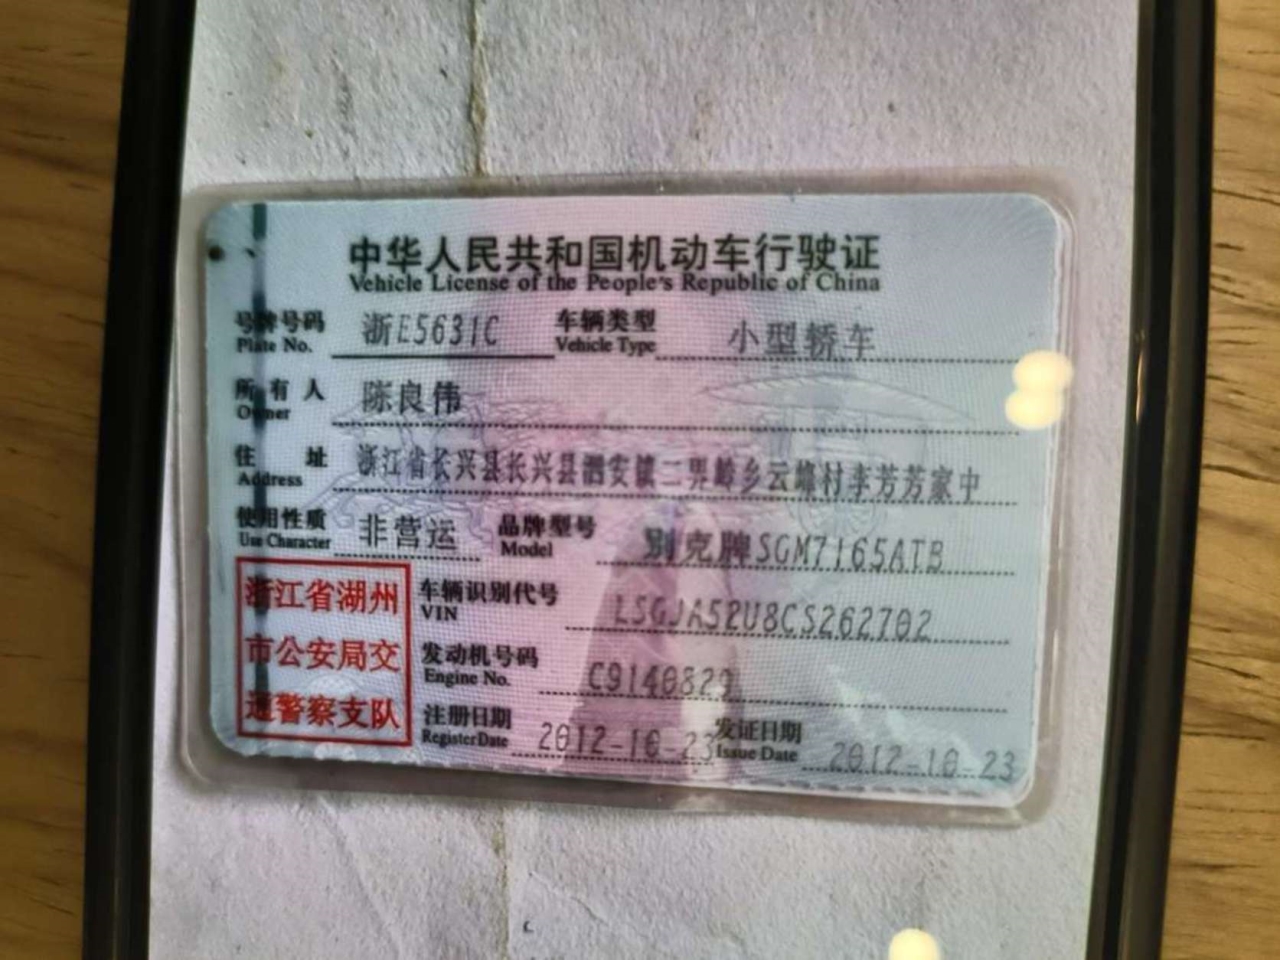 中华人民共和国机动车行驶证
Vehicle License of the People's Republic of China
号牌号码 浙E5631C 车辆类型 小型轿车
Plate No. Vehicle Type
所有人 陈良伟
Owner
住址 浙江省长兴县长兴县泗安镇二界岭乡云峰村李芳芳家中
Address
使用性质 非营运 品牌型号 别克牌SGM7165ATB
Use Character Model
浙江省湖州
市公安局交
通警察支队
车辆识别代号 LSGJA52U8CS262702
VIN
发动机号码 C9140829
Engine No.
注册日期 2012-10-23 发证日期 2012-10-23
Register Date Issue Date